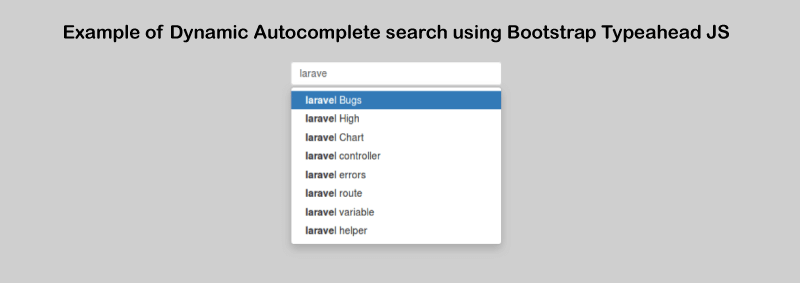 Example of Dynamic Autocomplete search using Bootstrap Typeahead JS
larave
laravel Bugs
laravel High
laravel Chart
laravel controller
laravel errors
laravel route
laravel variable
laravel helper